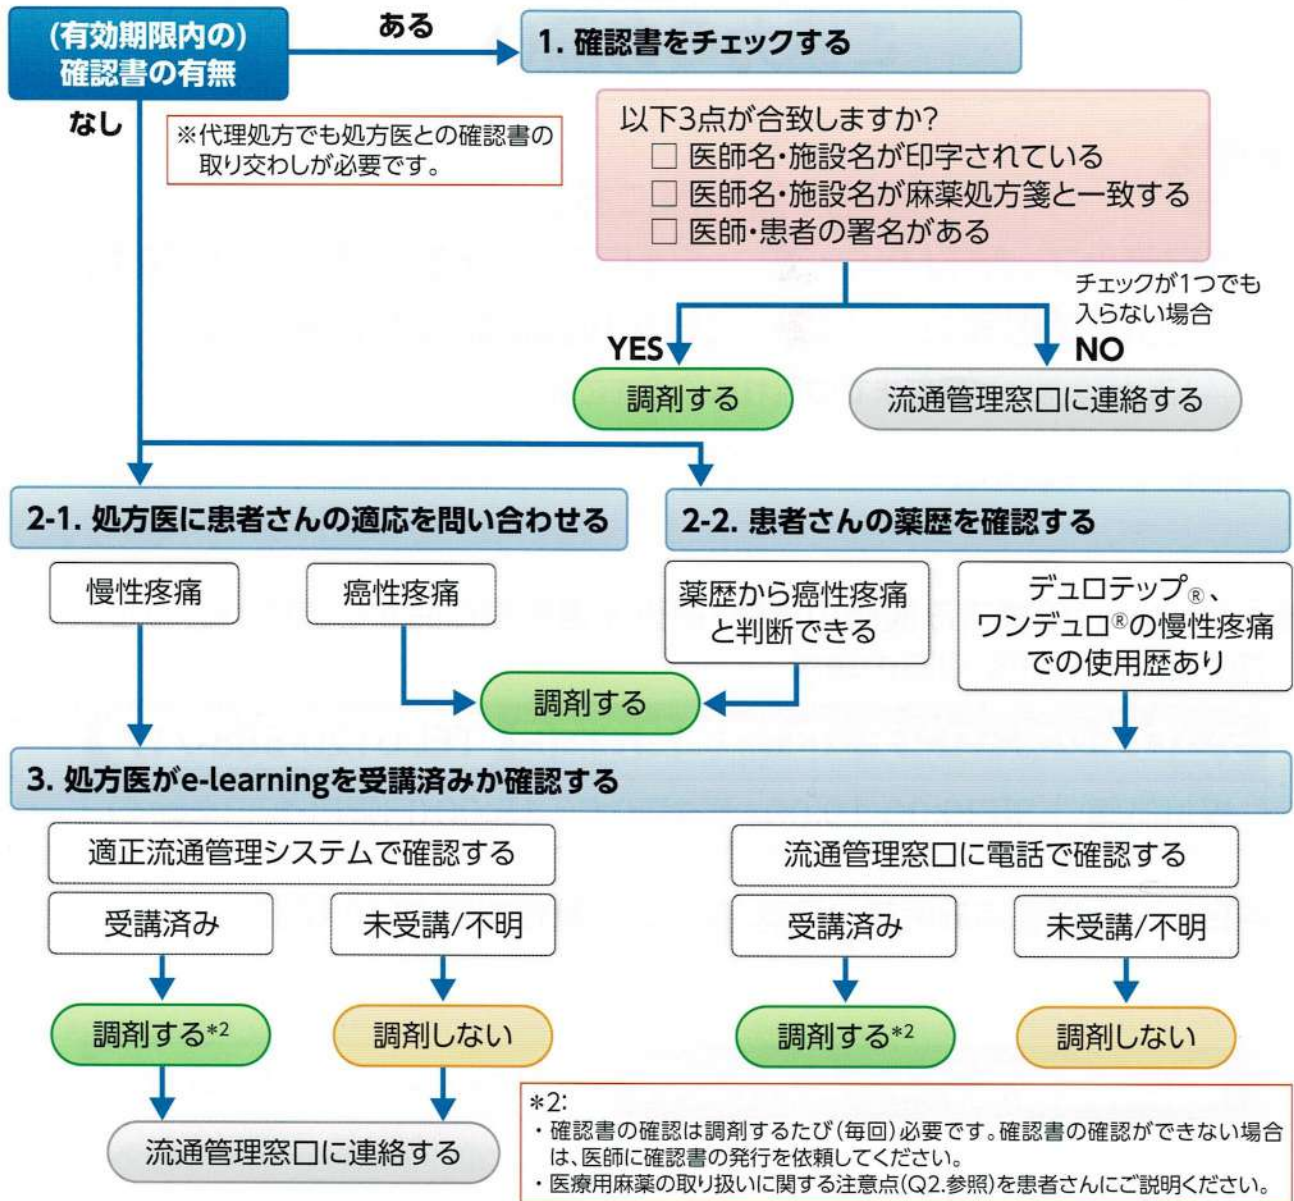 (有効期限内の)
確認書の有無
ある
1. 確認書をチェックする
なし
※代理処方でも処方医との確認書の
取り交わしが必要です。
以下3点が合致しますか?
□ 医師名・施設名が印字されている
□ 医師名・施設名が麻薬処方箋と一致する
□ 医師・患者の署名がある
チェックが1つでも
入らない場合
YES
NO
調剤する
流通管理窓口に連絡する
2-1. 処方医に患者さんの適応を問い合わせる
2-2. 患者さんの薬歴を確認する
慢性疼痛
癌性疼痛
薬歴から癌性疼痛
と判断できる
デュロテップ®、
ワンデュロ®の慢性疼痛
での使用歴あり
調剤する
3. 処方医がe-learningを受講済みか確認する
適正流通管理システムで確認する
流通管理窓口に電話で確認する
受講済み
未受講/不明
受講済み
未受講/不明
調剤する*2
調剤しない
調剤する*2
調剤しない
流通管理窓口に連絡する
*2:
・確認書の確認は調剤するたび(毎回)必要です。確認書の確認ができない場合
は、医師に確認書の発行を依頼してください。
・医療用麻薬の取り扱いに関する注意点(Q2.参照)を患者さんにご説明ください。